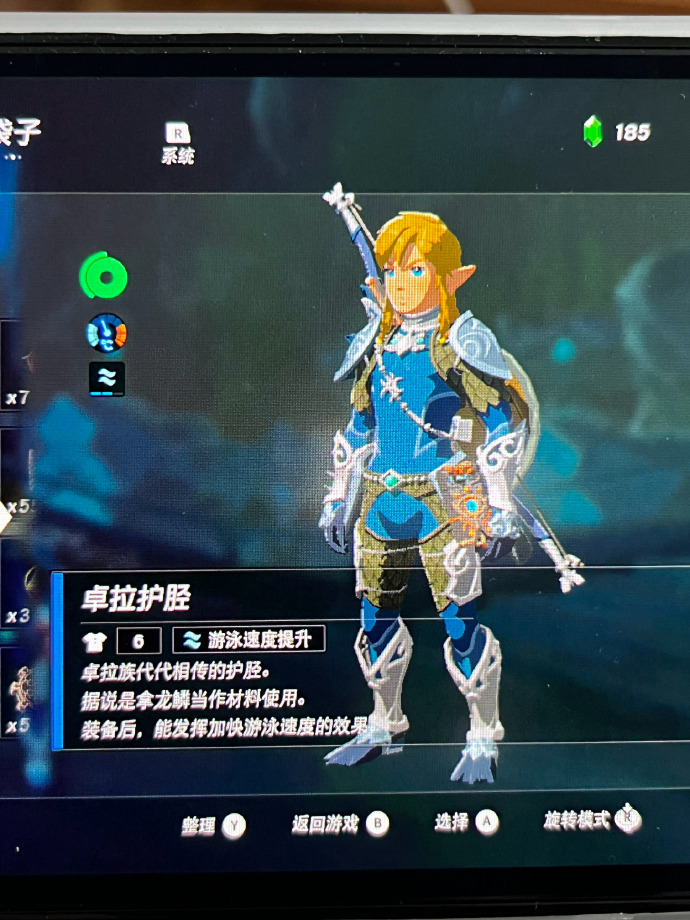 袋子
R
系统
185
x7
x5
x3
x5
卓拉护胫
6 游泳速度提升
卓拉族代代相传的护胫。
据说是拿龙鳞当作材料使用。
装备后，能发挥加快游泳速度的效果
整理 Y 返回游戏 B 选择 A 旋转模式 R